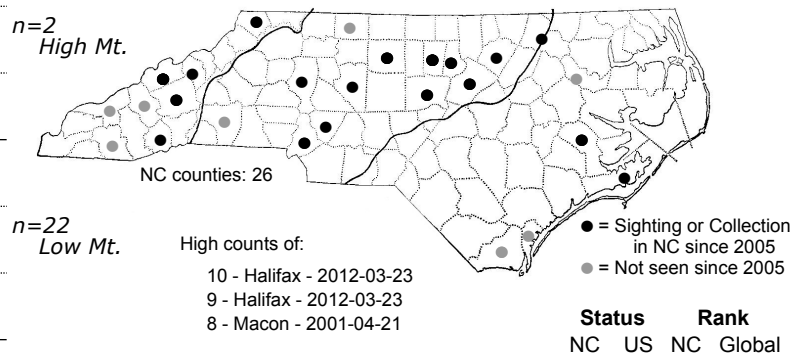 n=2
High Mt.
NC counties: 26
n=22
Low Mt.
High counts of:
10 - Halifax - 2012-03-23
9 - Halifax - 2012-03-23
8 - Macon - 2001-04-21
= Sighting or Collection
in NC since 2005
= Not seen since 2005
Status Rank
NC US NC Global